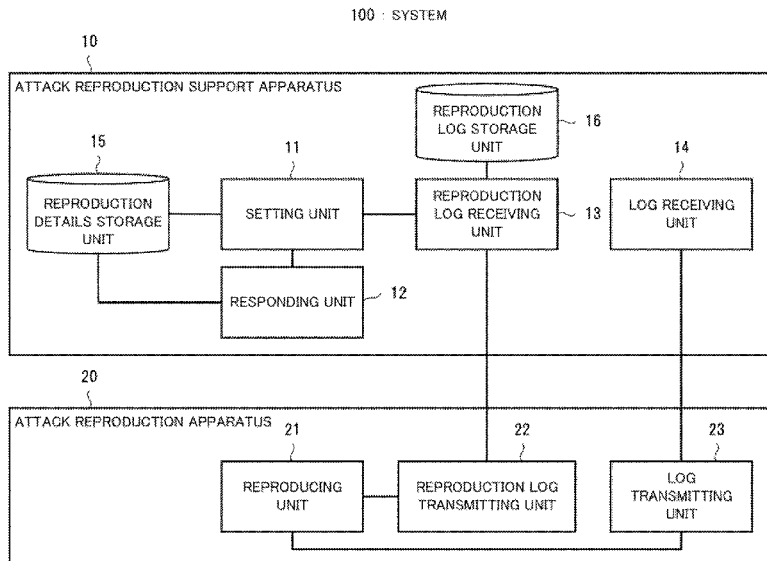 100 : SYSTEM
10
ATTACK REPRODUCTION SUPPORT APPARATUS
REPRODUCTION
LOG STORAGE
UNIT
16
15
11
14
REPRODUCTION
DETAILS STORAGE
UNIT
SETTING UNIT
REPRODUCTION
LOG RECEIVING
UNIT
13
LOG RECEIVING
UNIT
RESPONDING UNIT
12
20
ATTACK REPRODUCTION APPARATUS
21
22
23
REPRODUCING
UNIT
REPRODUCTION LOG
TRANSMITTING UNIT
LOG
TRANSMITTING
UNIT